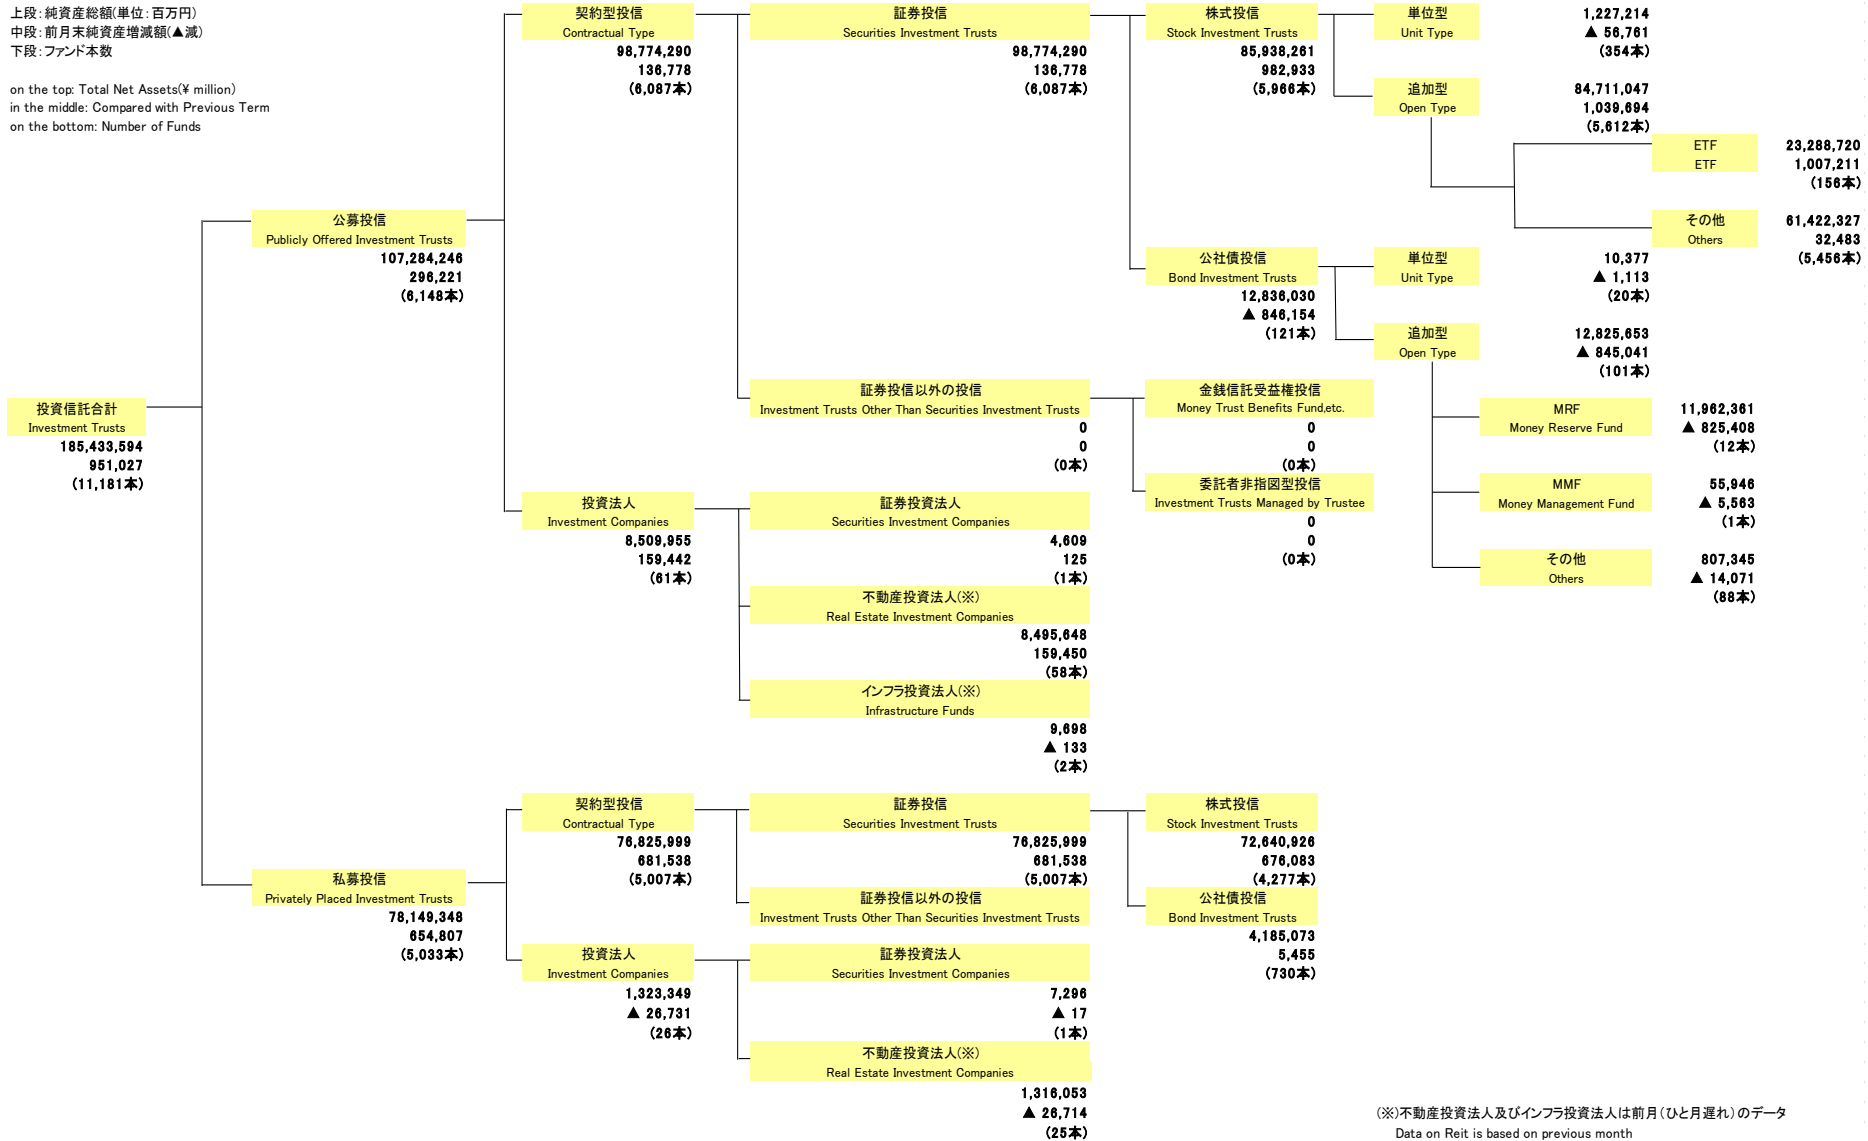 上段:純資産総額(単位:百万円)
中段:前月末純資産増減額(▲減)
下段:ファンド本数
on the top: Total Net Assets(¥ million)
in the middle: Compared with Previous Term
on the bottom: Number of Funds
投資信託合計
Investment Trusts
185,433,594
951,027
(11,181本)
公募投信
Publicly Offered Investment Trusts
107,284,246
296,221
(6,148本)
契約型投信
Contractual Type
98,774,290
136,778
(6,087本)
証券投信
Securities Investment Trusts
98,774,290
136,778
(6,087本)
株式投信
Stock Investment Trusts
85,938,261
982,933
(5,966本)
単位型
Unit Type
1,227,214
▲ 56,761
(354本)
追加型
Open Type
84,711,047
1,039,694
(5,612本)
ETF
ETF
23,288,720
1,007,211
(156本)
その他
Others
61,422,327
32,483
(5,456本)
公社債投信
Bond Investment Trusts
12,836,030
▲ 846,154
(121本)
単位型
Unit Type
10,377
▲ 1,113
(20本)
追加型
Open Type
12,825,653
▲ 845,041
(101本)
MRF
Money Reserve Fund
11,962,361
▲ 825,408
(12本)
MMF
Money Management Fund
55,946
▲ 5,563
(1本)
その他
Others
807,345
▲ 14,071
(88本)
証券投信以外の投信
Investment Trusts Other Than Securities Investment Trusts
0
0
(0本)
金銭信託受益権投信
Money Trust Benefits Fund,etc.
0
0
(0本)
委託者非指図型投信
Investment Trusts Managed by Trustee
0
0
(0本)
投資法人
Investment Companies
8,509,955
159,442
(61本)
証券投資法人
Securities Investment Companies
4,609
125
(1本)
不動産投資法人(※)
Real Estate Investment Companies
8,495,648
159,450
(58本)
インフラ投資法人(※)
Infrastructure Funds
9,698
▲ 133
(2本)
私募投信
Privately Placed Investment Trusts
78,149,348
654,807
(5,033本)
契約型投信
Contractual Type
76,825,999
681,538
(5,007本)
証券投信
Securities Investment Trusts
76,825,999
681,538
(5,007本)
株式投信
Stock Investment Trusts
72,640,926
676,083
(4,277本)
公社債投信
Bond Investment Trusts
4,185,073
5,455
(730本)
証券投信以外の投信
Investment Trusts Other Than Securities Investment Trusts
投資法人
Investment Companies
1,323,349
▲ 26,731
(26本)
証券投資法人
Securities Investment Companies
7,296
▲ 17
(1本)
不動産投資法人(※)
Real Estate Investment Companies
1,316,053
▲ 26,714
(25本)
(※)不動産投資法人及びインフラ投資法人は前月(ひと月遅れ)のデータ
Data on Reit is based on previous month